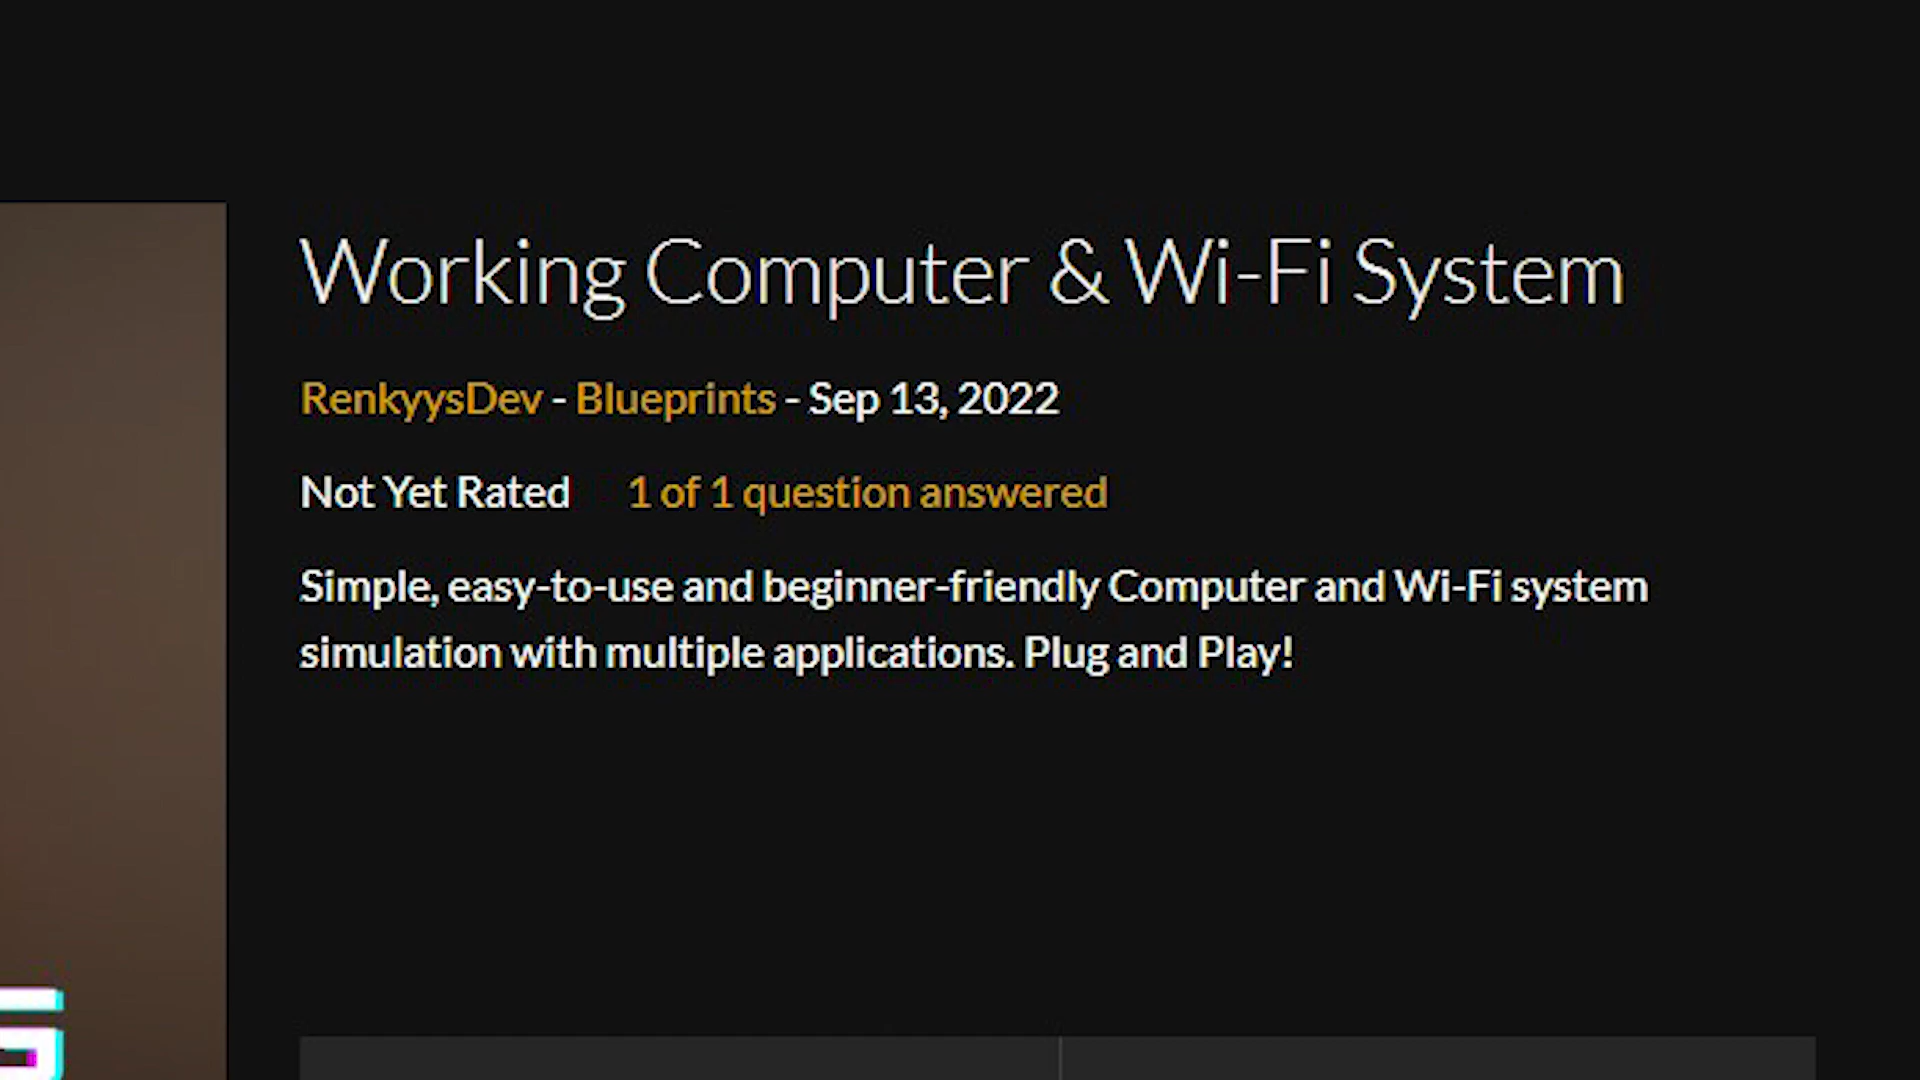 Working Computer & Wi-Fi System
RenkyysDev - Blueprints - Sep 13, 2022
Not Yet Rated 1 of 1 question answered
Simple, easy-to-use and beginner-friendly Computer and Wi-Fi system
simulation with multiple applications. Plug and Play!